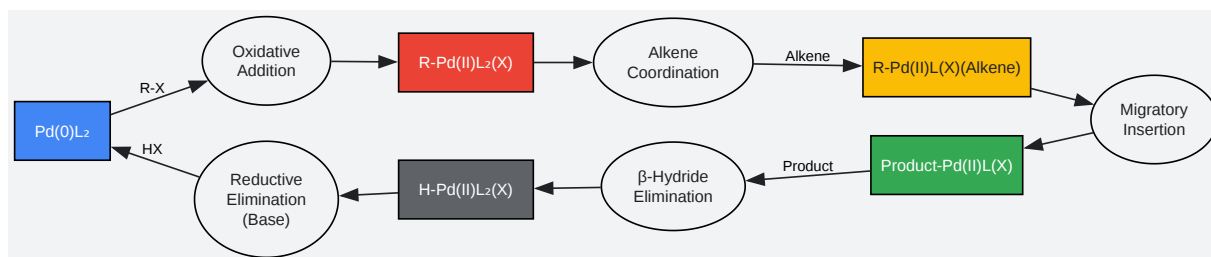 Oxidative
Addition
R-Pd(II)L₂(X)
Alkene
Coordination
Alkene
R-Pd(II)L(X)(Alkene)
R-X
Pd(0)L₂
HX
Migratory
Insertion
Reductive
Elimination
(Base)
H-Pd(II)L₂(X)
β-Hydride
Elimination
Product
Product-Pd(II)L(X)